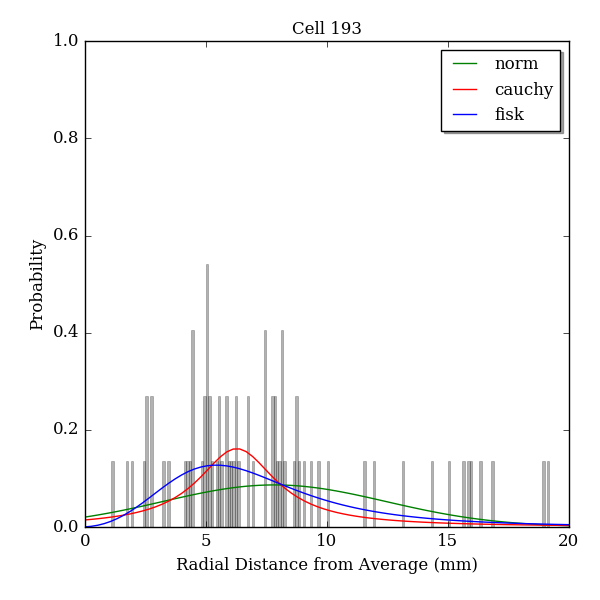 Cell 193
1.0
0.8
0.6
0.4
0.2
0.0
Probability
norm
cauchy
fisk
0 5 10 15 20
Radial Distance from Average (mm)